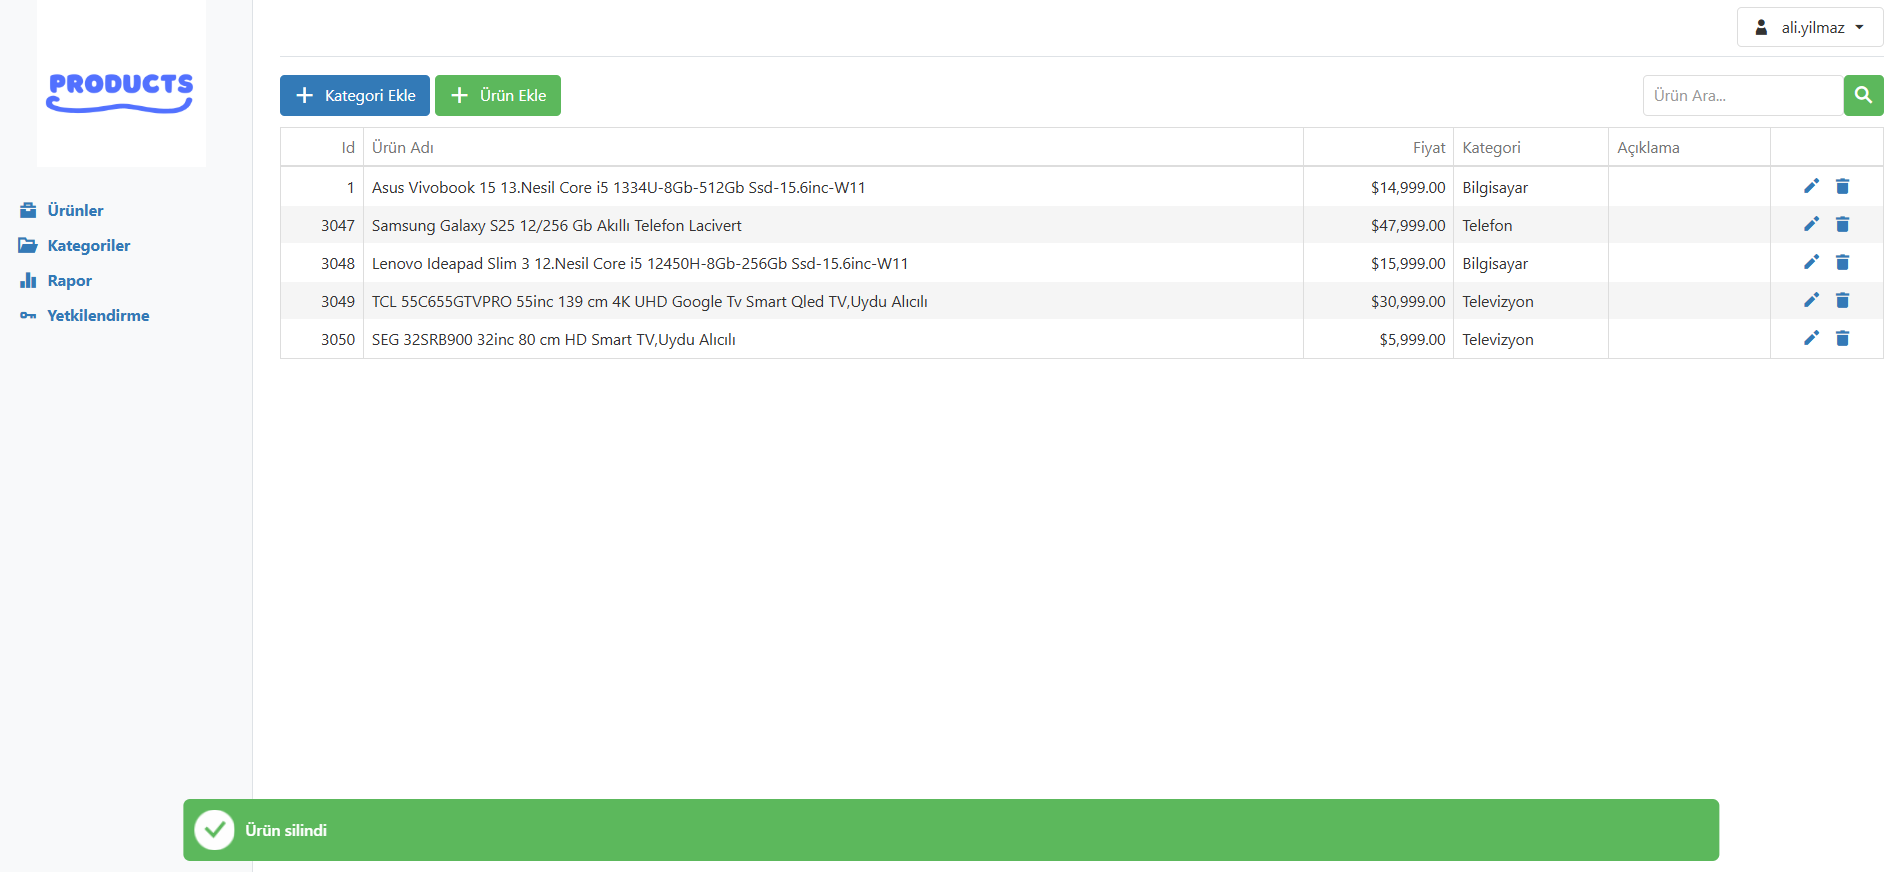 PRODUCTS
ali.yilmaz
Kategori Ekle
Ürün Ekle
Ürün Ara...
Id Ürün Adı Fiyat Kategori Açıklama
1 Asus Vivobook 15 13.Nesil Core i5 1334U-8Gb-512Gb Ssd-15.6inc-W11 $14,999.00 Bilgisayar
3047 Samsung Galaxy S25 12/256 Gb Akıllı Telefon Lacivert $47,999.00 Telefon
3048 Lenovo Ideapad Slim 3 12.Nesil Core i5 12450H-8Gb-256Gb Ssd-15.6inc-W11 $15,999.00 Bilgisayar
3049 TCL 55C655GTVPRO 55inc 139 cm 4K UHD Google Tv Smart Qled TV,Uydu Alıcılı $30,999.00 Televizyon
3050 SEG 32SRB900 32inc 80 cm HD Smart TV,Uydu Alıcılı $5,999.00 Televizyon
Ürünler
Kategoriler
Rapor
Yetkilendirme
Ürün silindi